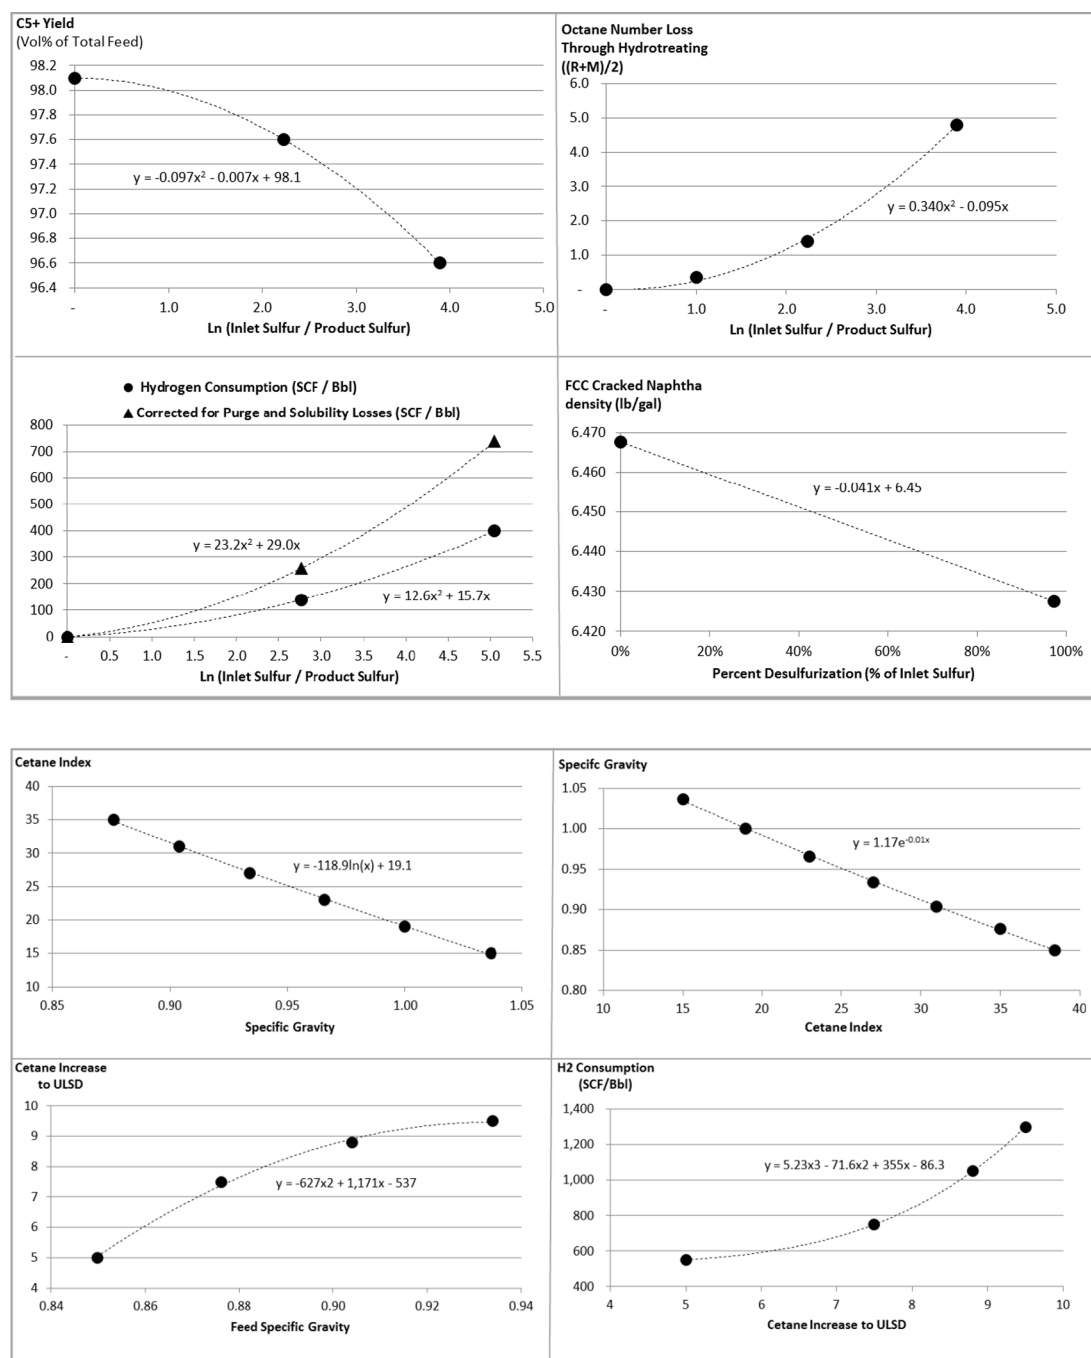 C5+ Yield
(Vol% of Total Feed)
98.2
98.0
97.8
97.6
97.4
97.2
97.0
96.8
96.6
96.4
y = -0.097x² - 0.007x + 98.1
- 1.0 2.0 3.0 4.0 5.0
Ln (Inlet Sulfur / Product Sulfur)
Octane Number Loss
Through Hydrotreating
((R+M)/2)
6.0
5.0
4.0
3.0
2.0
1.0
-
y = 0.340x² - 0.095x
- 1.0 2.0 3.0 4.0 5.0
Ln (Inlet Sulfur / Product Sulfur)
Hydrogen Consumption (SCF / Bbl)
Corrected for Purge and Solubility Losses (SCF / Bbl)
800
700
600
500
400
300
200
100
0
y = 23.2x² + 29.0x
y = 12.6x² + 15.7x
- 0.5 1.0 1.5 2.0 2.5 3.0 3.5 4.0 4.5 5.0 5.5
Ln (Inlet Sulfur / Product Sulfur)
FCC Cracked Naphtha
density (lb/gal)
6.470
6.460
6.450
6.440
6.430
6.420
y = -0.041x + 6.45
0% 20% 40% 60% 80% 100%
Percent Desulfurization (% of Inlet Sulfur)
Cetane Index
40
35
30
25
20
15
10
y = -118.9ln(x) + 19.1
0.85 0.90 0.95 1.00 1.05
Specific Gravity
Specifc Gravity
1.05
1.00
0.95
0.90
0.85
0.80
y = 1.17e⁻⁰·⁰¹ˣ
10 15 20 25 30 35 40
Cetane Index
Cetane Increase
to ULSD
10
9
8
7
6
5
4
y = -627x2 + 1,171x - 537
0.84 0.86 0.88 0.90 0.92 0.94
Feed Specific Gravity
H2 Consumption
(SCF/Bbl)
1,400
1,200
1,000
800
600
400
y = 5.23x3 - 71.6x2 + 355x - 86.3
4 5 6 7 8 9 10
Cetane Increase to ULSD